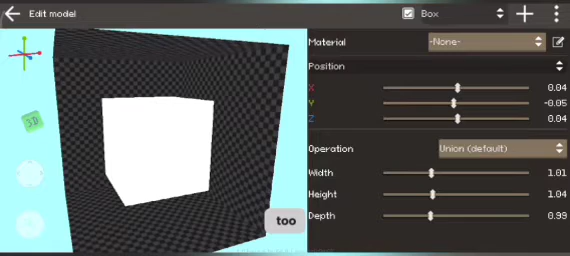 Edit model
Box
Material
-None-
Position
X 0.04
Y -0.05
Z 0.04
Operation
Union (default)
Width 1.01
Height 1.04
Depth 0.99
3D
too